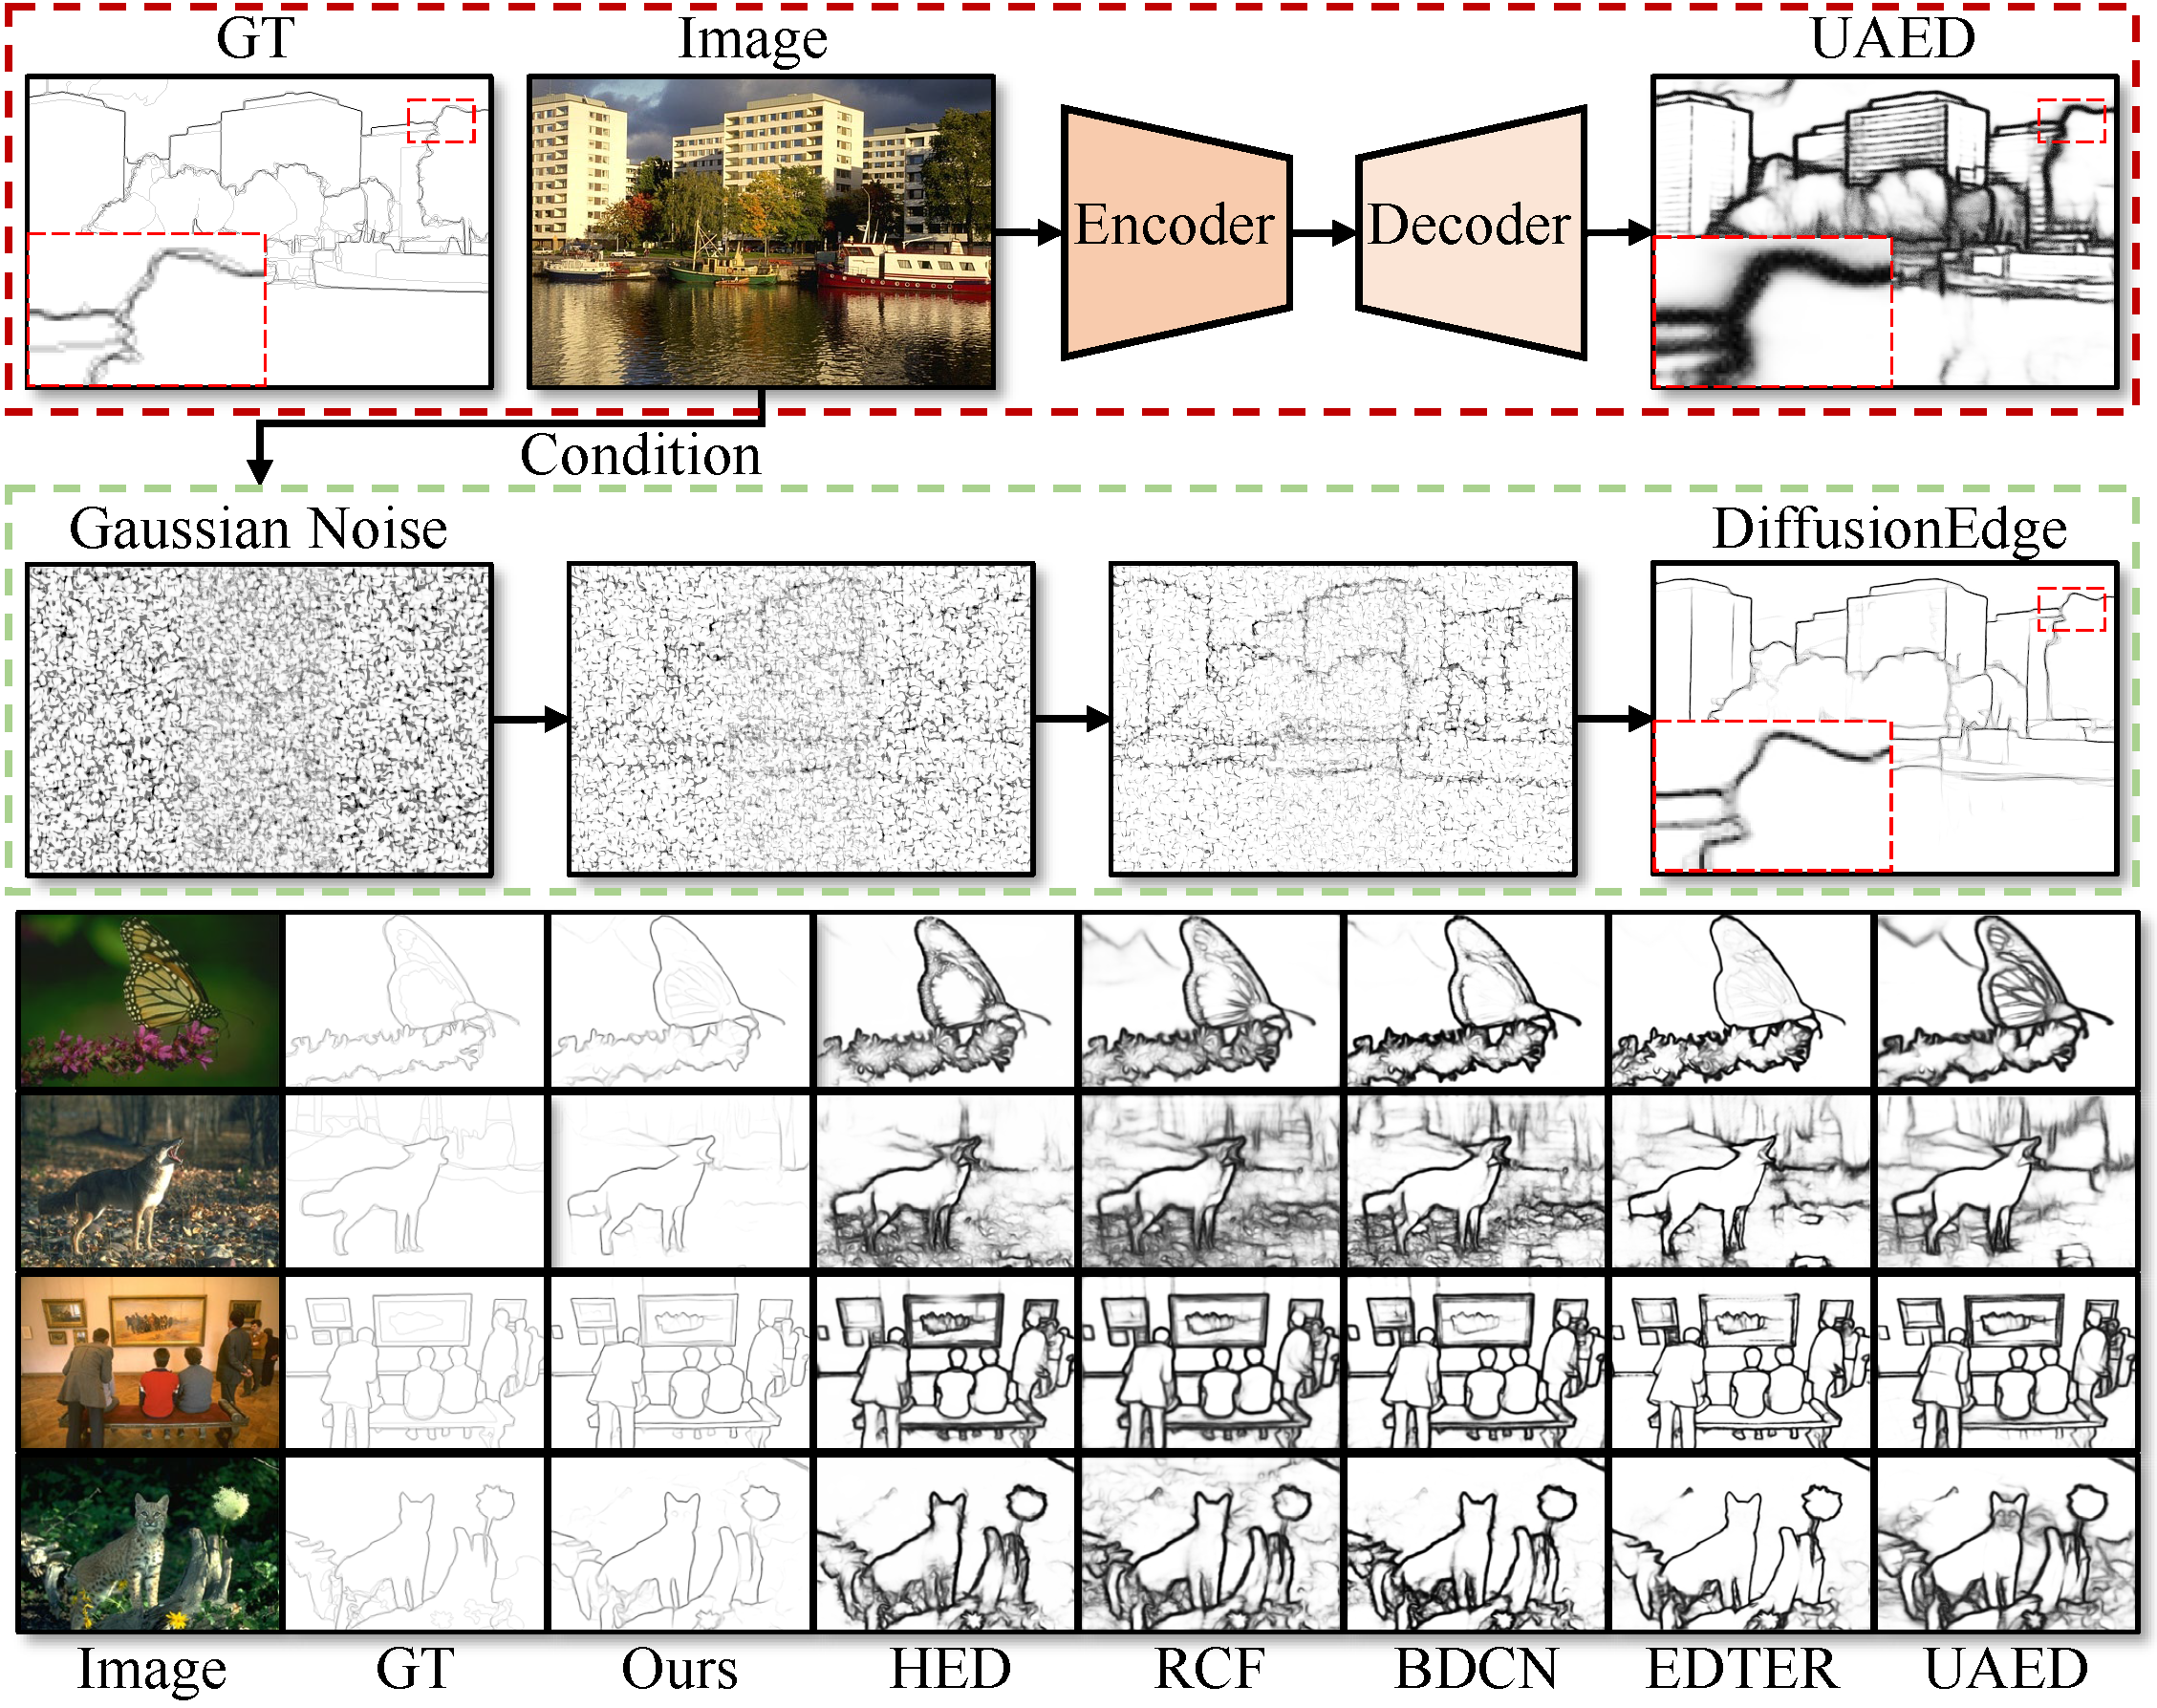 GT
Image
UAED
Encoder
Decoder
Condition
Gaussian Noise
DiffusionEdge
Image
GT
Ours
HED
RCF
BDCN
EDTER
UAED